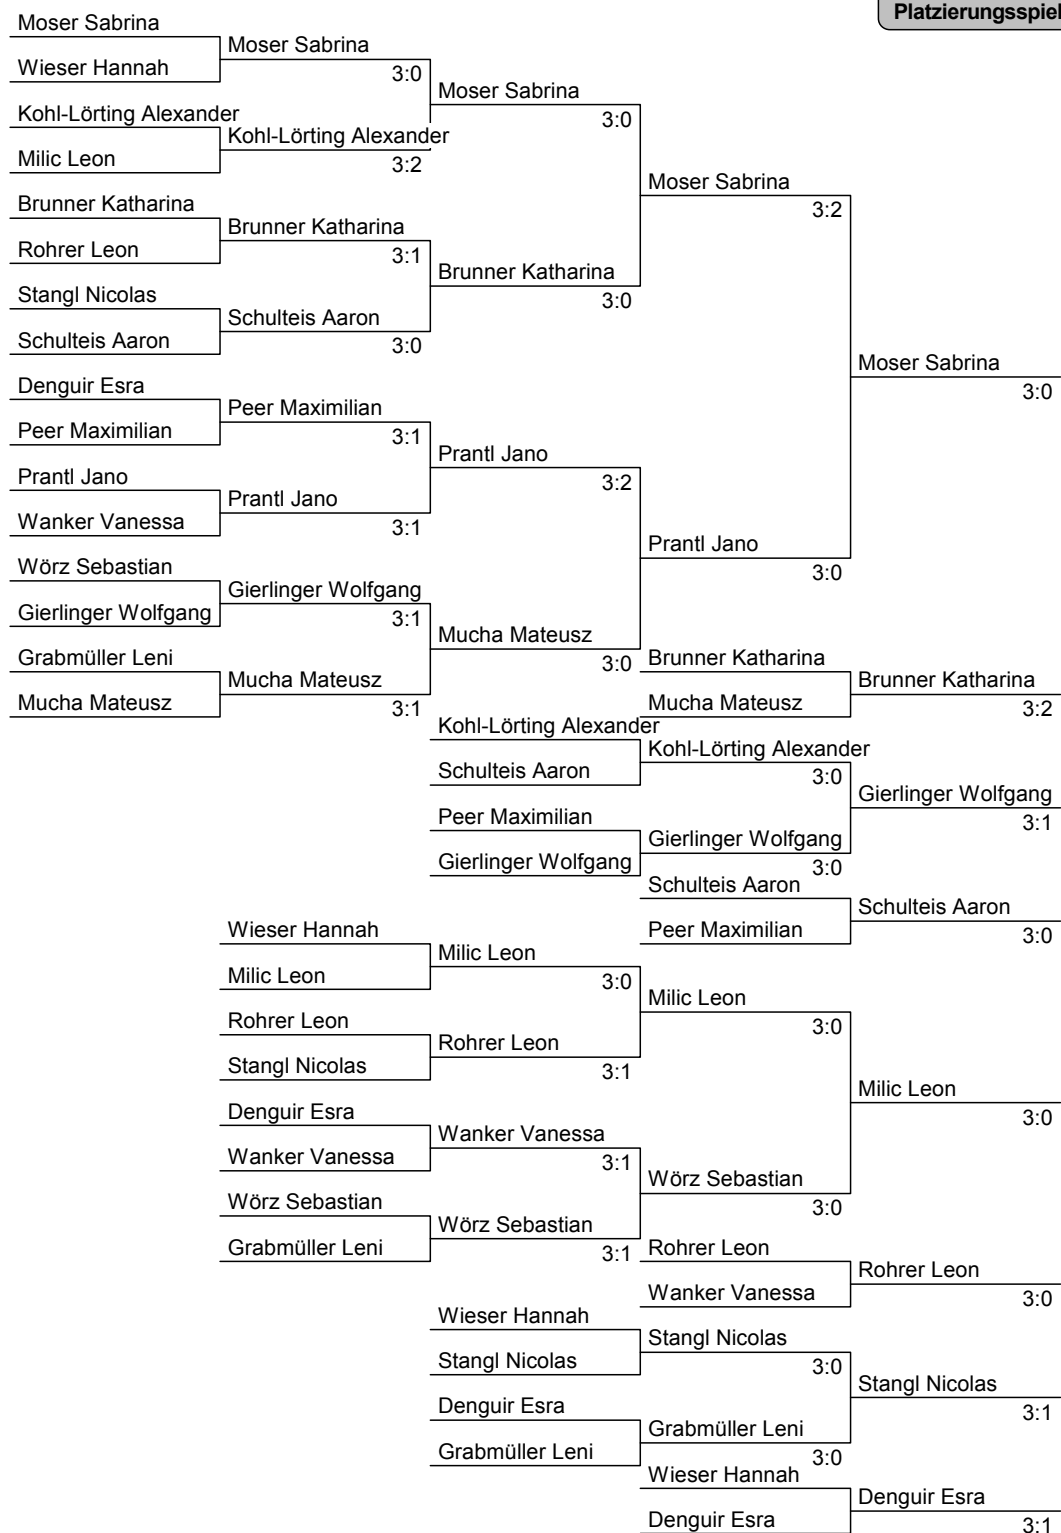 Platzierungsspiel
Moser Sabrina
Moser Sabrina
Wieser Hannah
3:0
Moser Sabrina
Kohl-Lörting Alexander
3:0
Kohl-Lörting Alexander
Milic Leon
3:2
Moser Sabrina
Brunner Katharina
3:2
Brunner Katharina
Rohrer Leon
3:1
Brunner Katharina
Stangl Nicolas
3:0
Schulteis Aaron
Schulteis Aaron
3:0
Moser Sabrina
Denguir Esra
3:0
Peer Maximilian
Peer Maximilian
3:1
Prantl Jano
Prantl Jano
3:2
Prantl Jano
Wanker Vanessa
3:1
Prantl Jano
Wörz Sebastian
3:0
Gierlinger Wolfgang
Gierlinger Wolfgang
3:1
Mucha Mateusz
Grabmüller Leni
3:0
Brunner Katharina
Mucha Mateusz
Brunner Katharina
Mucha Mateusz
3:1
Mucha Mateusz
3:2
Kohl-Lörting Alexander
Kohl-Lörting Alexander
Schulteis Aaron
3:0
Gierlinger Wolfgang
Peer Maximilian
3:1
Gierlinger Wolfgang
Gierlinger Wolfgang
3:0
Schulteis Aaron
Schulteis Aaron
Wieser Hannah
Peer Maximilian
3:0
Milic Leon
Milic Leon
3:0
Milic Leon
Rohrer Leon
3:0
Rohrer Leon
Stangl Nicolas
3:1
Milic Leon
Denguir Esra
3:0
Wanker Vanessa
Wanker Vanessa
3:1
Wörz Sebastian
Wörz Sebastian
3:0
Wörz Sebastian
Grabmüller Leni
3:1
Rohrer Leon
Rohrer Leon
Wanker Vanessa
3:0
Wieser Hannah
Stangl Nicolas
Stangl Nicolas
3:0
Stangl Nicolas
Denguir Esra
3:1
Grabmüller Leni
Grabmüller Leni
3:0
Wieser Hannah
Denguir Esra
Denguir Esra
3:1